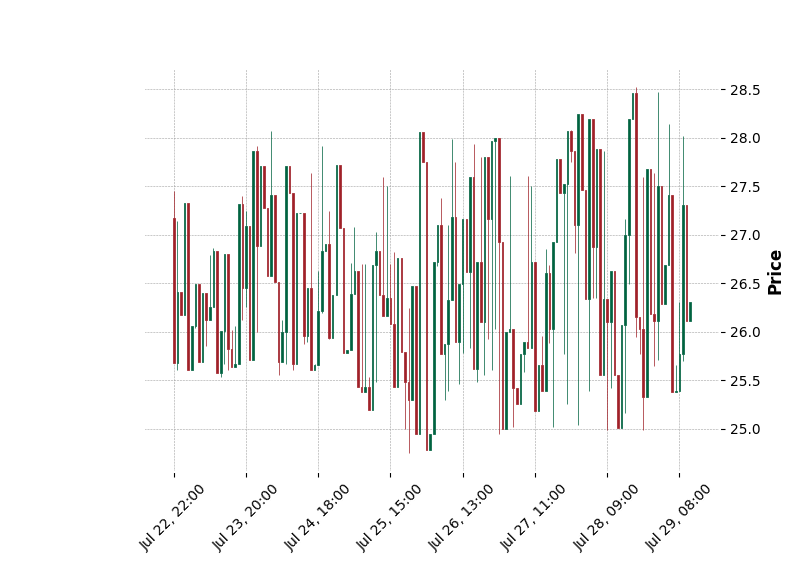 28.5
28.0
27.5
27.0
26.5
26.0
25.5
25.0
Price
Jul 22, 22:00
Jul 23, 20:00
Jul 24, 18:00
Jul 25, 15:00
Jul 26, 13:00
Jul 27, 11:00
Jul 28, 09:00
Jul 29, 08:00